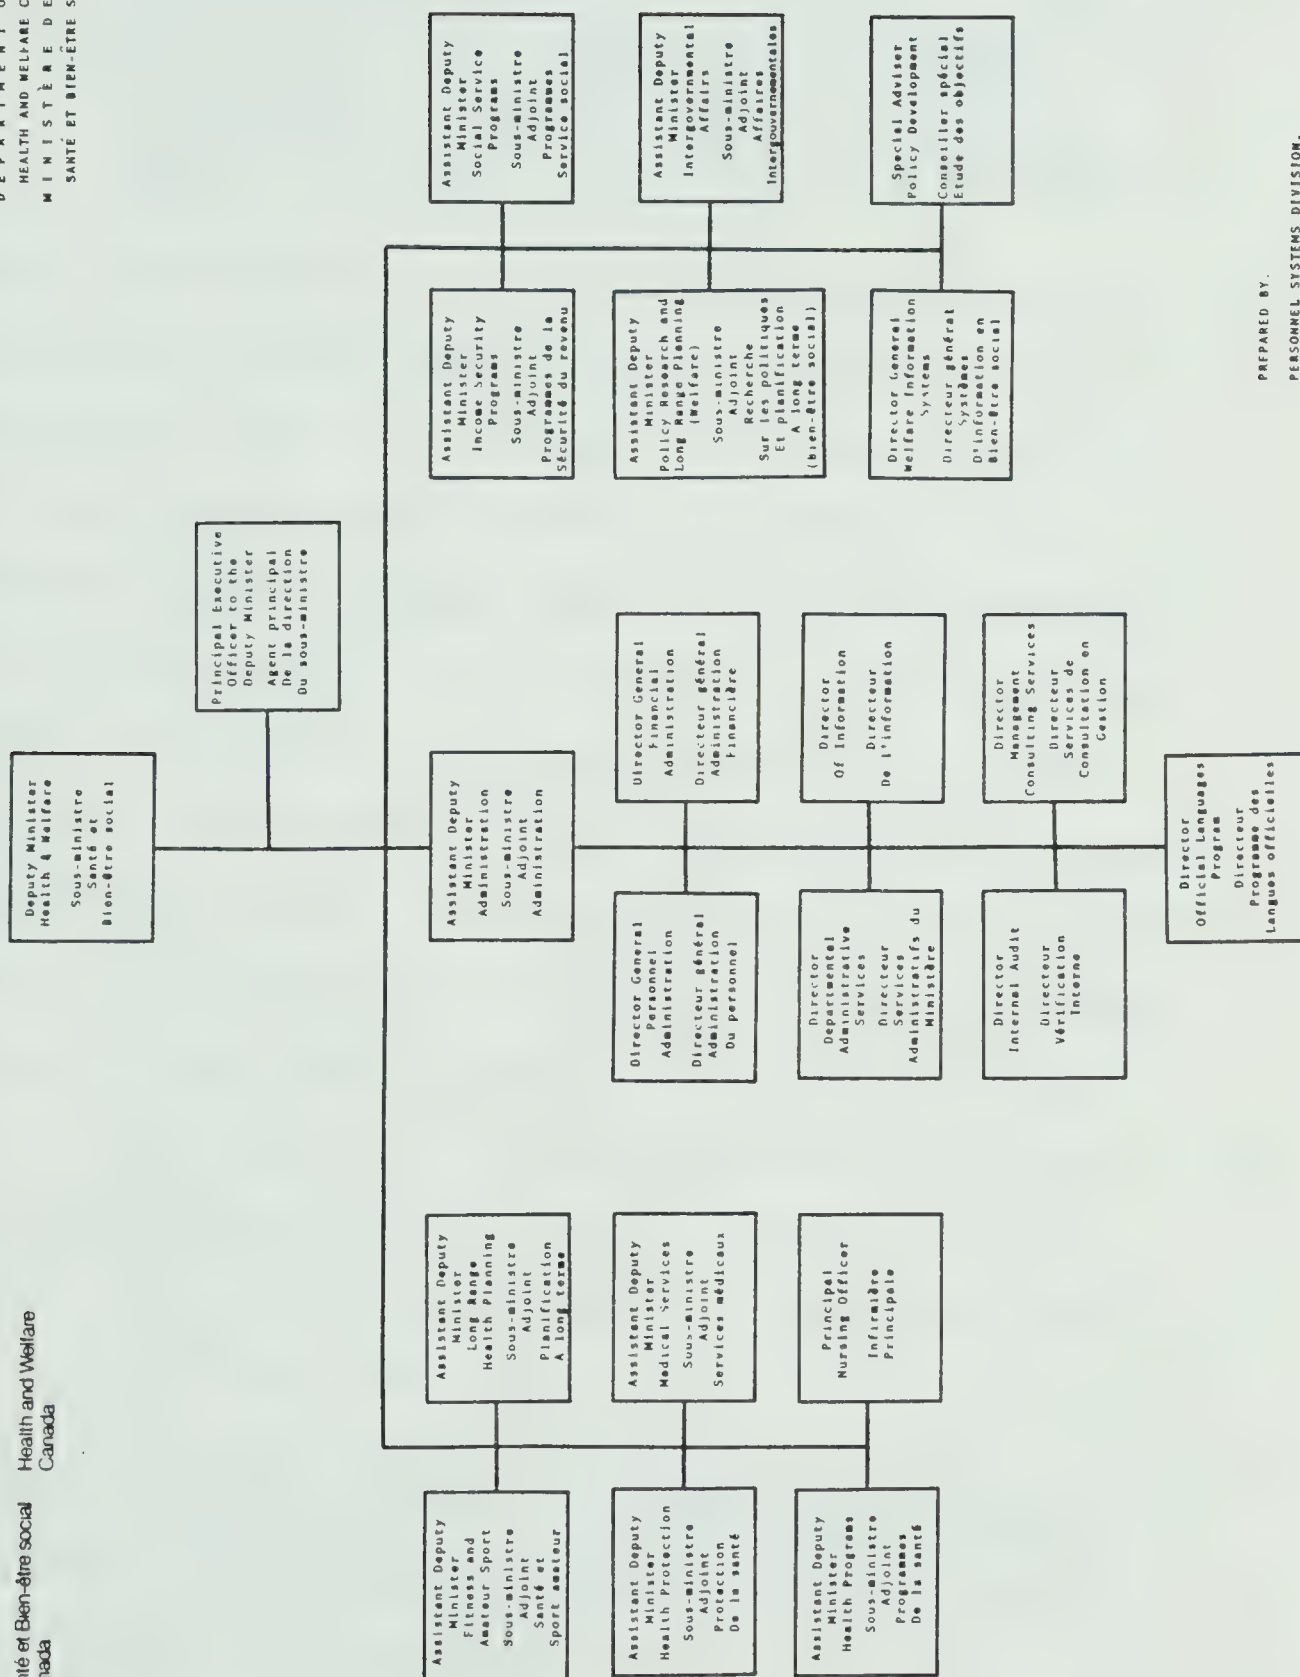 Santé et Bien-être social
Canada
Health and Welfare
Canada
DEPARTMENT
HEALTH AND WELFARE
MINISTÈRE DE
SANTÉ ET BIEN-ÊTRE
Deputy Minister
Health & Welfare
Sous-ministre
Santé et
Bien-être social
Principal Executive
Officer to the
Deputy Minister
Agent principal
De la direction
Du sous-ministre
Assistant Deputy
Minister
Fitness and
Amateur Sport
Sous-ministre
Adjoint
Santé et
Sport amateur
Assistant Deputy
Minister
Long Range
Health Planning
Sous-ministre
Adjoint
Planification
A long terme
Assistant Deputy
Minister
Health Protection
Sous-ministre
Adjoint
Protection
De la santé
Assistant Deputy
Minister
Medical Services
Sous-ministre
Adjoint
Services médicaux
Assistant Deputy
Minister
Health Programs
Sous-ministre
Adjoint
Programmes
De la santé
Principal
Nursing Officer
Infirmière
Principale
Assistant Deputy
Minister
Administration
Sous-ministre
Adjoint
Administration
Director General
Personnel
Administration
Directeur général
Administration
Du personnel
Director General
Financial
Administration
Directeur général
Administration
Financière
Director
Departmental
Administrative
Services
Directeur
Services
Administratifs du
Ministère
Director
Of Information
Directeur
De l'information
Director
Internal Audit
Directeur
Vérification
Interne
Director
Management
Consulting Services
Directeur
Services de
Consultation en
Gestion
Director
Official Languages
Program
Directeur
Programme des
Langues officielles
Assistant Deputy
Minister
Income Security
Programs
Sous-ministre
Adjoint
Programmes de la
Sécurité du revenu
Assistant Deputy
Minister
Social Service
Programs
Sous-ministre
Adjoint
Programmes
Service social
Assistant Deputy
Minister
Policy Research and
Long Range Planning
(Welfare)
Sous-ministre
Adjoint
Recherche
Sur les politiques
Et planification
A long terme
(bien-être social)
Assistant Deputy
Minister
Intergovernmental
Affairs
Sous-ministre
Adjoint
Affaires
Intergouvernementales
Director General
Welfare Information
Systems
Directeur général
Systèmes
D'information en
Bien-être social
Special Adviser
Policy Development
Conseiller spécial
Etude des objectifs
PREPARED BY.
PERSONNEL SYSTEMS DIVISION.